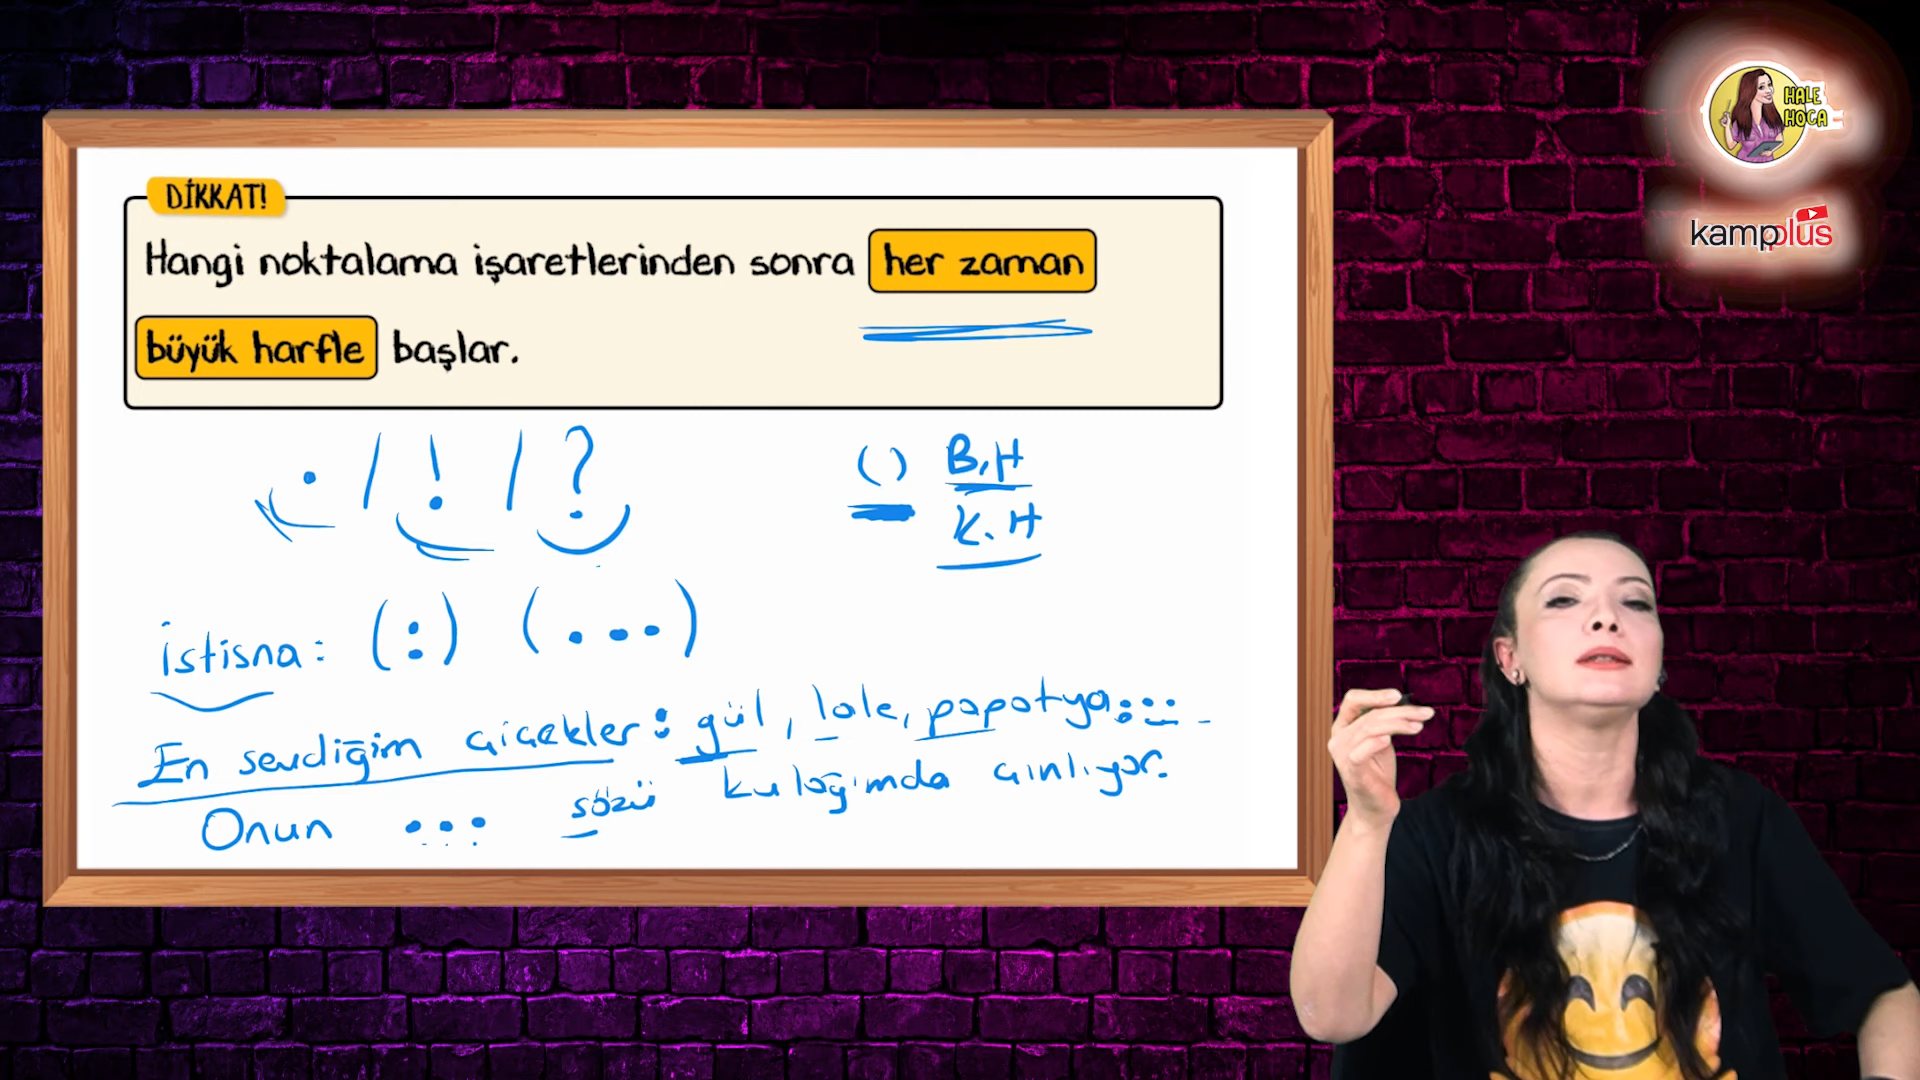 DİKKAT!
Hangi noktalama işaretlerinden sonra her zaman
büyük harfle başlar.
. / ! / ?
( ) B.H
K.H
İstisna: (:) (...)
En sevdiğim çiçekler: gül, lale, papatya...
Onun ... sözü kulağımda çınlıyor.
HALE
HOCA
kampplus